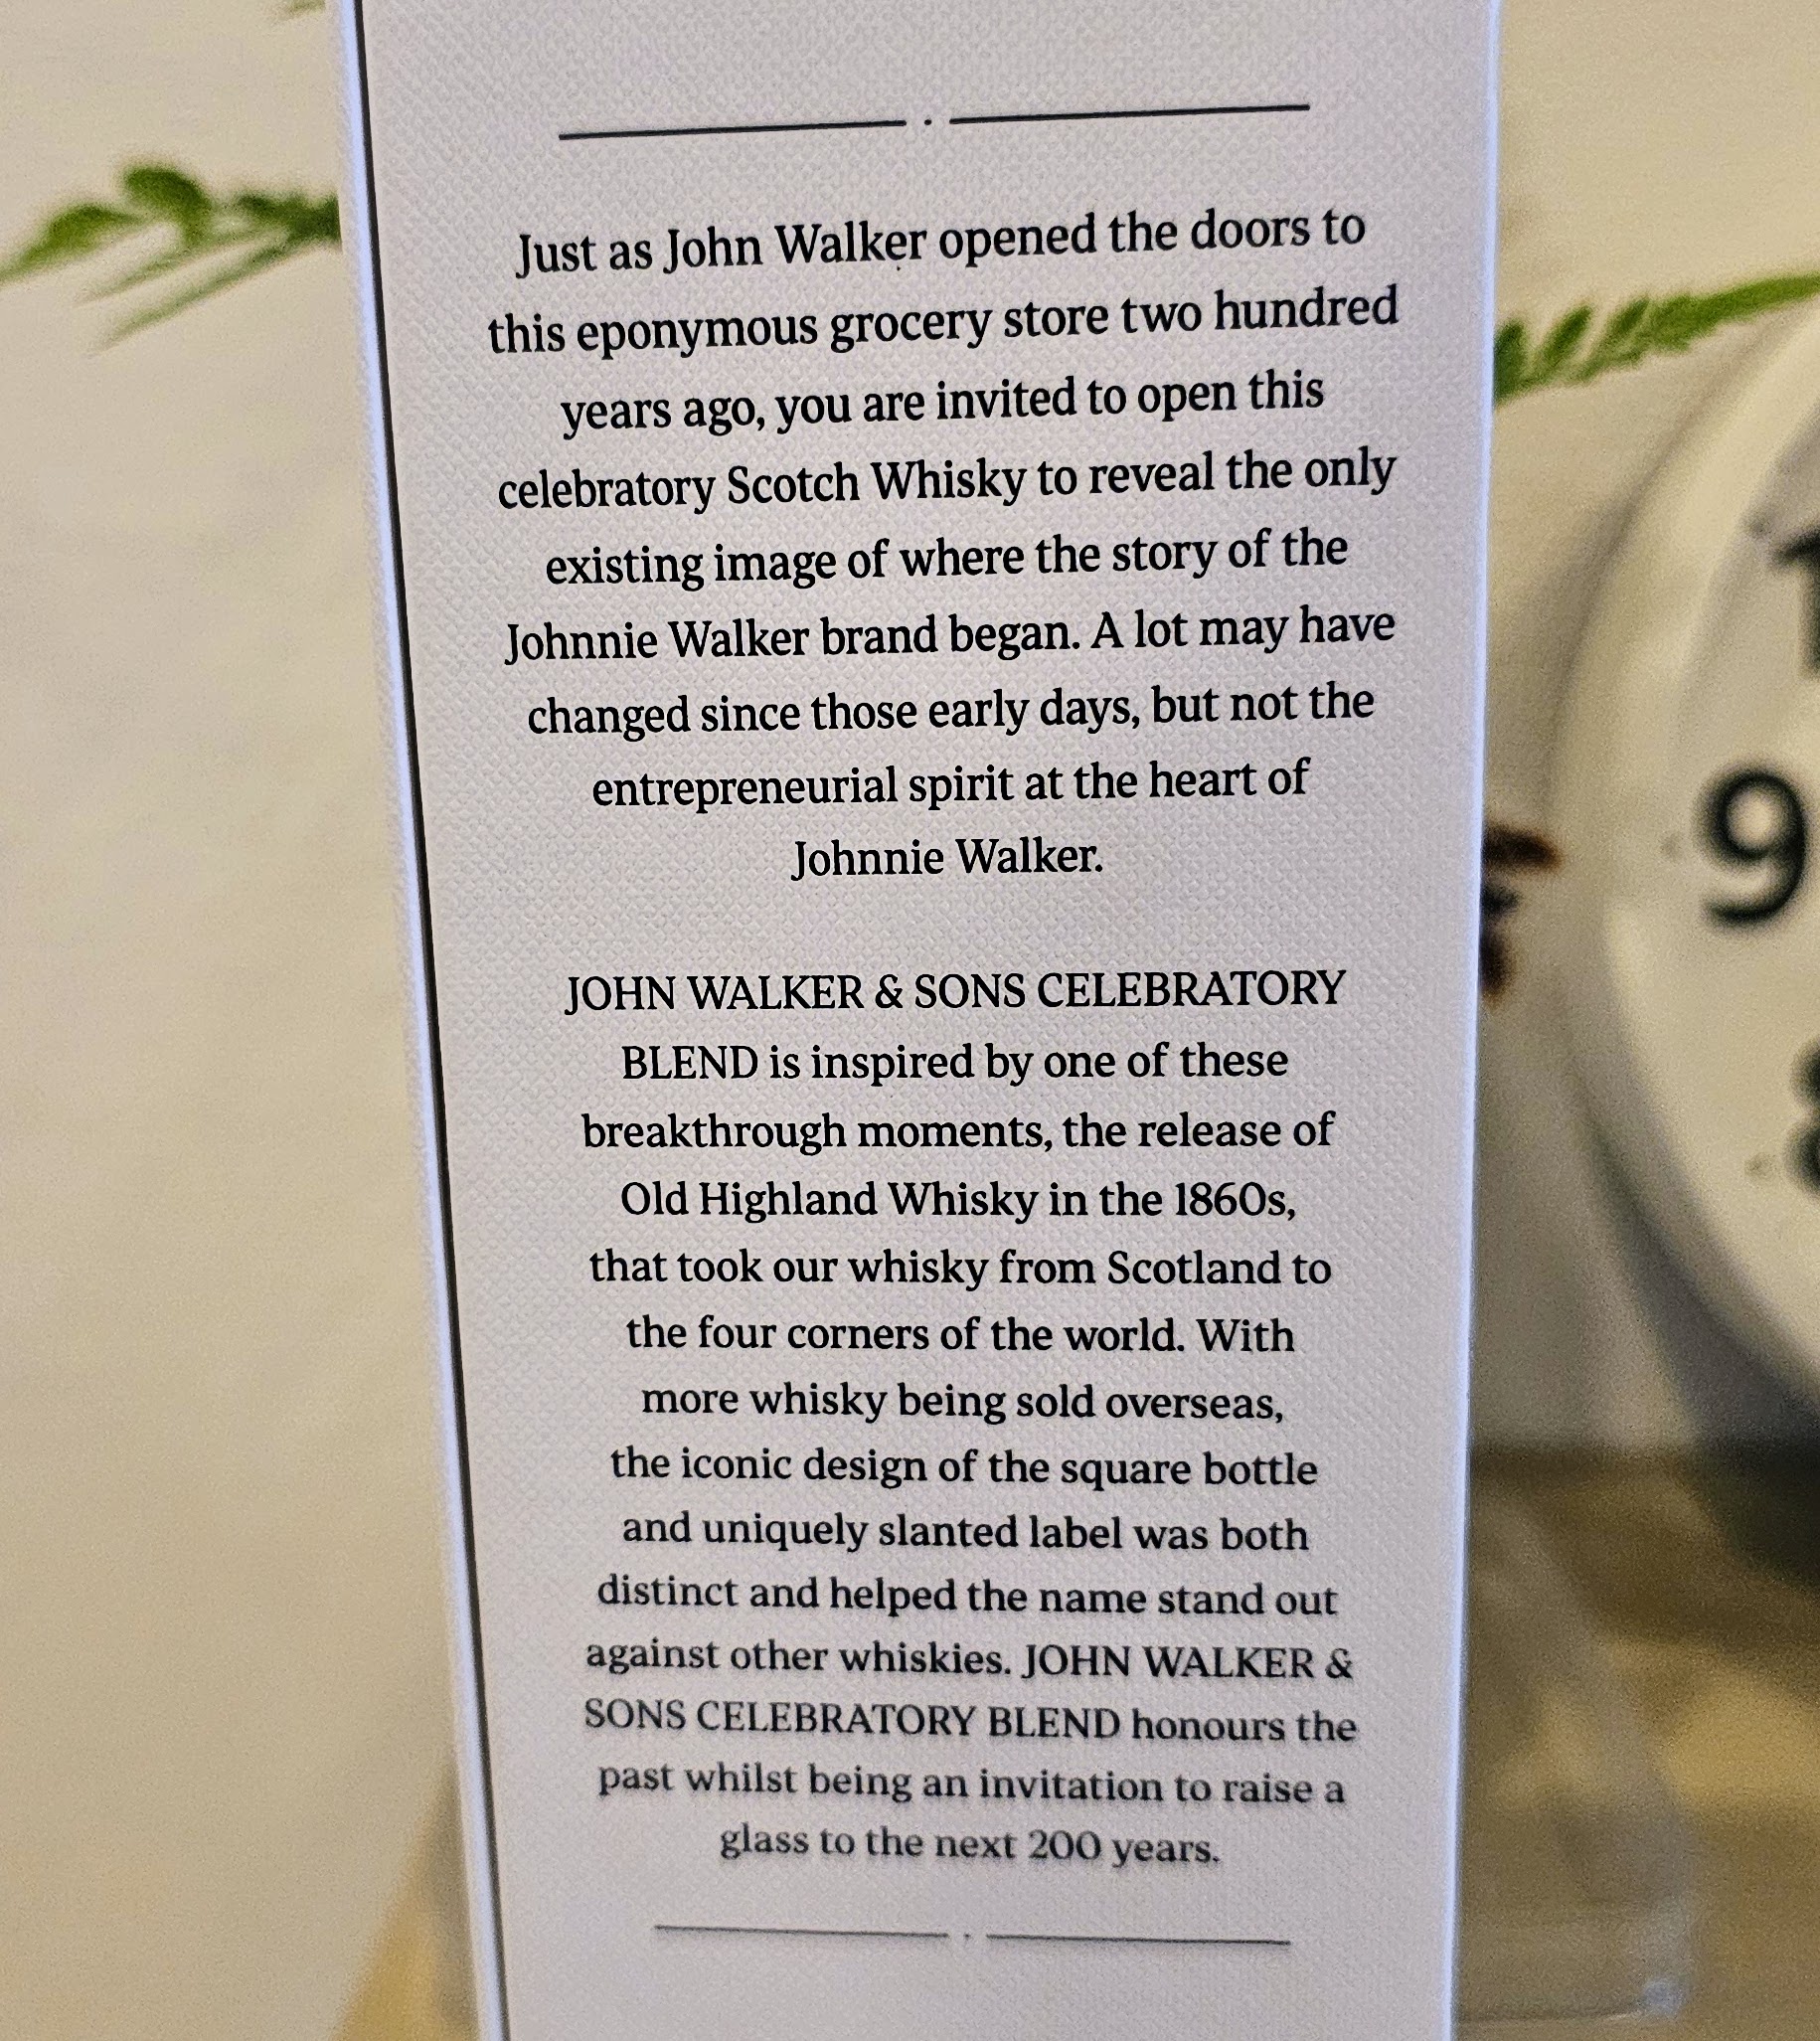 Just as John Walker opened the doors to
this eponymous grocery store two hundred
years ago, you are invited to open this
celebratory Scotch Whisky to reveal the only
existing image of where the story of the
Johnnie Walker brand began. A lot may have
changed since those early days, but not the
entrepreneurial spirit at the heart of
Johnnie Walker.
JOHN WALKER & SONS CELEBRATORY
BLEND is inspired by one of these
breakthrough moments, the release of
Old Highland Whisky in the 1860s,
that took our whisky from Scotland to
the four corners of the world. With
more whisky being sold overseas,
the iconic design of the square bottle
and uniquely slanted label was both
distinct and helped the name stand out
against other whiskies. JOHN WALKER &
SONS CELEBRATORY BLEND honours the
past whilst being an invitation to raise a
glass to the next 200 years.
9